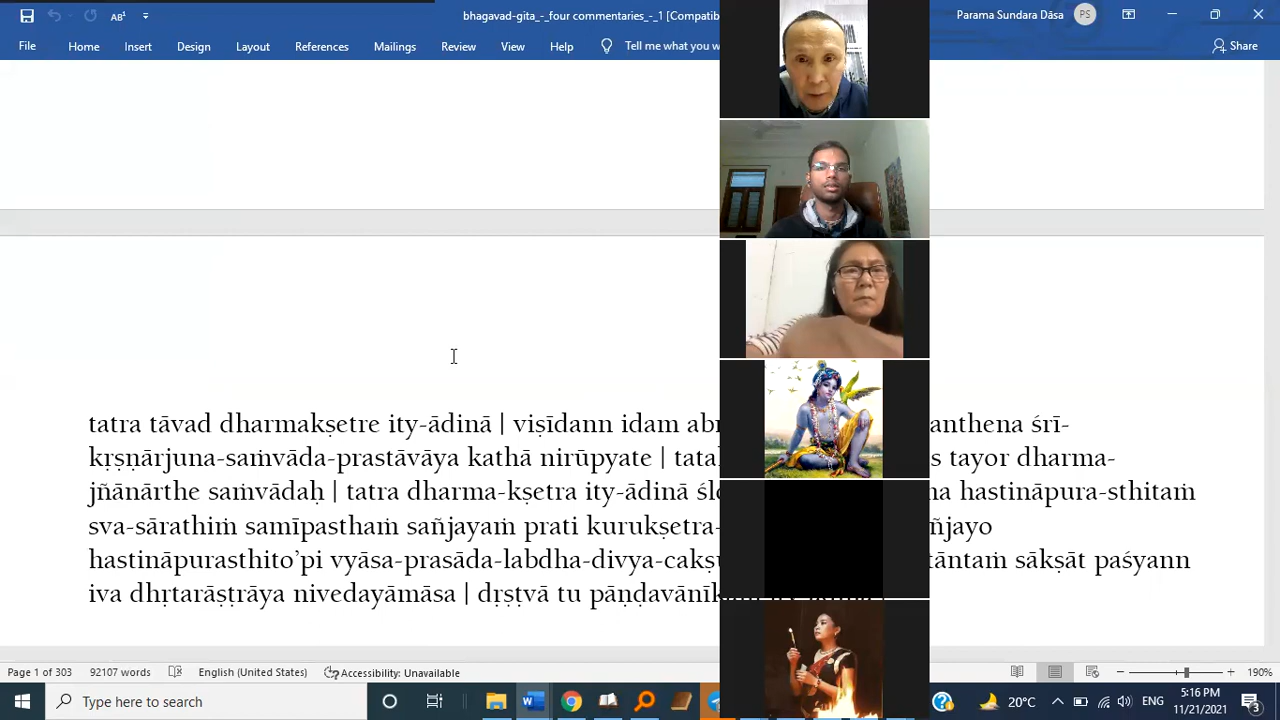 bhagavad-gita_-_four commentaries_-_1 [Compatib
Parama Sundara Dāsa PS
File Home Insert Design Layout References Mailings Review View Help Tell me what you w Share
tatra tāvad dharmakṣetre ity-ādinā | viṣīdann idam abr anthena śrī-
kṛṣṇārjuna-saṁvāda-prastāvāya kathā nirūpyate | tata s tayor dharma-
jñānārthe saṁvādaḥ | tatra dharma-kṣetra ity-ādinā ślo na hastināpura-sthitaṁ
sva-sārathiṁ samīpasthaṁ sañjayaṁ prati kurukṣetra- ñjayo
hastināpurasthito'pi vyāsa-prasāda-labdha-divya-cakṣu tāntaṁ sākṣāt paśyann
iva dhṛtarāṣṭrāya nivedayāmāsa | dṛṣṭvā tu pāṇḍavānīk
Page 1 of 303 92107 words English (United States) Accessibility: Unavailable 190%
Type here to search 20°C ENG 5:16 PM
11/21/2021 3